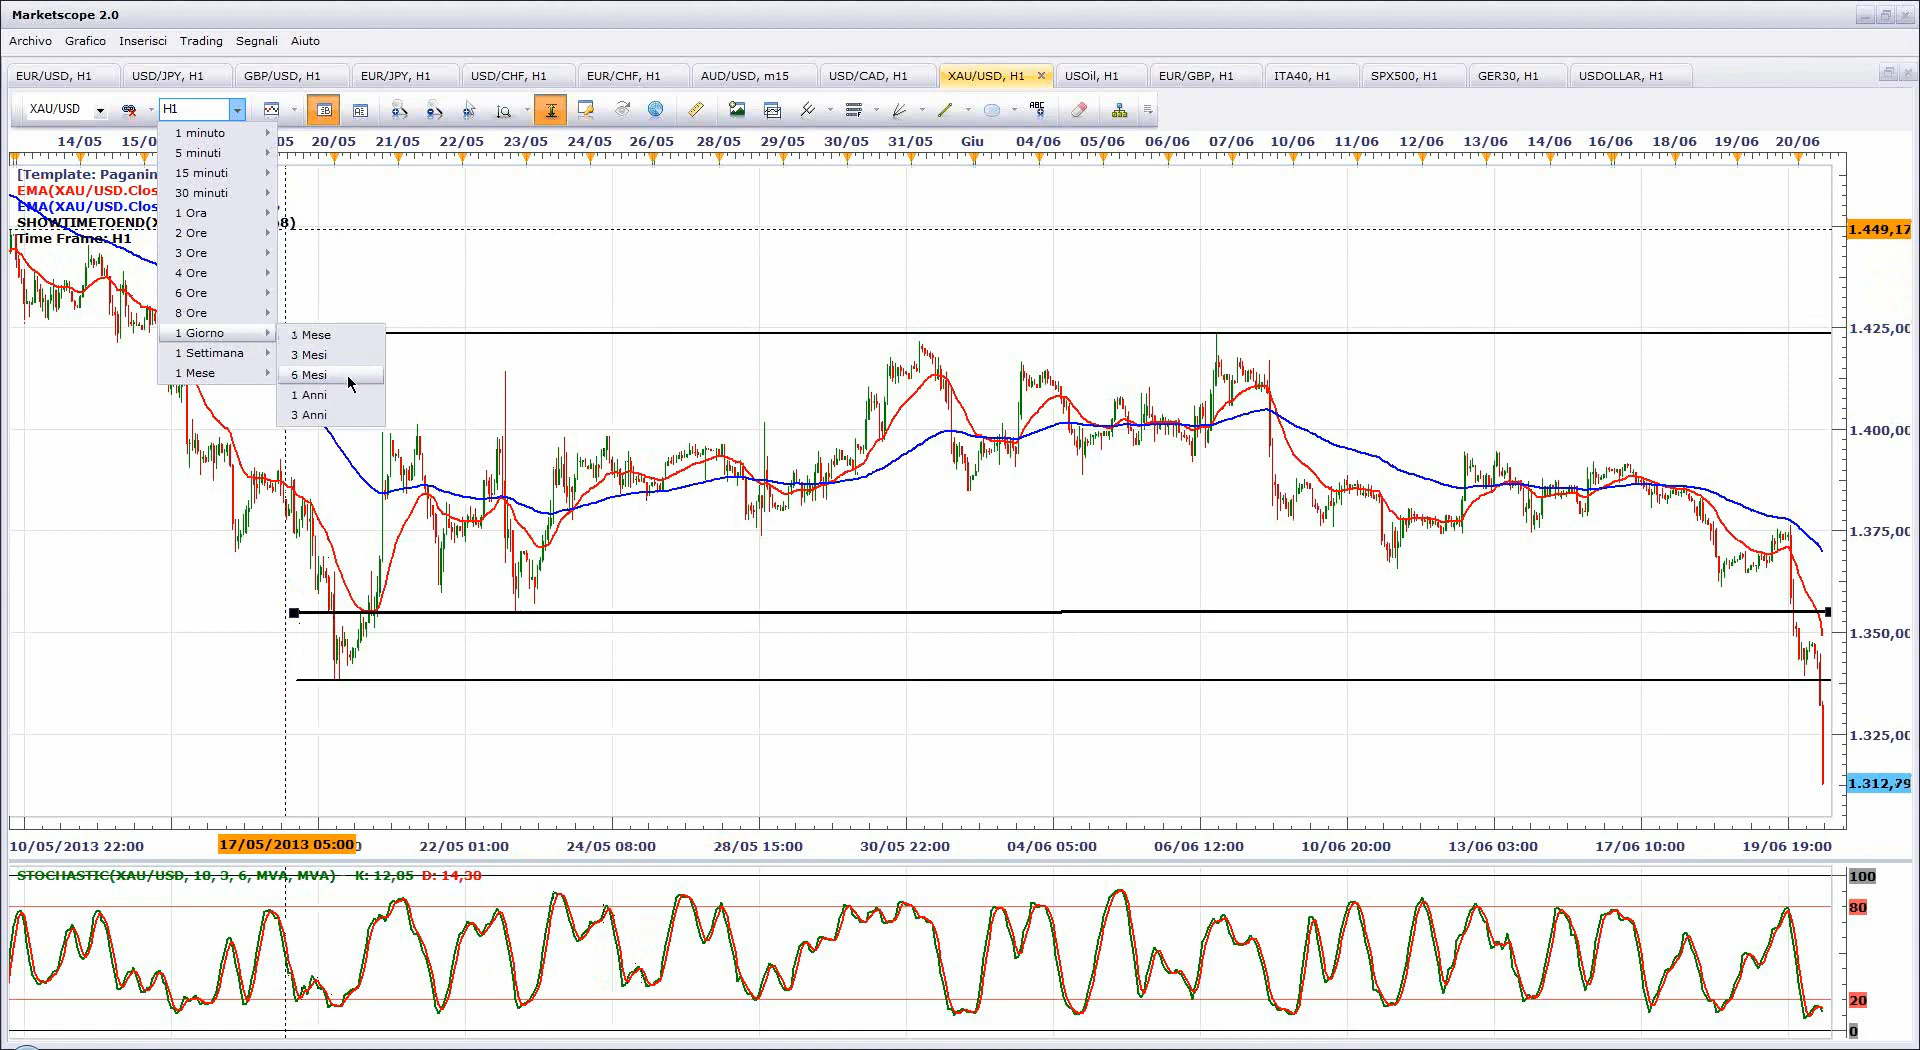 Marketscope 2.0
Archivo Grafico Inserisci Trading Segnali Aiuto
EUR/USD, H1 USD/JPY, H1 GBP/USD, H1 EUR/JPY, H1 USD/CHF, H1 EUR/CHF, H1 AUD/USD, m15 USD/CAD, H1 XAU/USD, H1 USOil, H1 EUR/GBP, H1 ITA40, H1 SPX500, H1 GER30, H1 USDOLLAR, H1
XAU/USD H1 ABC
14/05 15/0 05 20/05 21/05 22/05 23/05 24/05 26/05 28/05 29/05 30/05 31/05 Giu 04/06 05/06 06/06 07/06 10/06 11/06 12/06 13/06 14/06 16/06 17/06 18/06 19/06 20/06
[Template: Paganin
EMA(XAU/USD.Clos
EMA(XAU/USD.Clos
SHOWTIMETOEND(X 8)
Time Frame: H1
1 minuto
5 minuti
15 minuti
30 minuti
1 Ora
2 Ore
3 Ore
4 Ore
6 Ore
8 Ore
1 Giorno
1 Settimana
1 Mese
1 Mese
3 Mesi
6 Mesi
1 Anni
3 Anni
1.449,17
1.425,00
1.400,00
1.375,00
1.350,00
1.325,00
1.312,79
10/05/2013 22:00 17/05/2013 05:00 22/05 01:00 24/05 08:00 28/05 15:00 30/05 22:00 04/06 05:00 06/06 12:00 10/06 20:00 13/06 03:00 17/06 10:00 19/06 19:00
STOCHASTIC(XAU/USD, 10, 3, 6, MVA, MVA) K: 12,05 D: 14,30
100
80
20
0